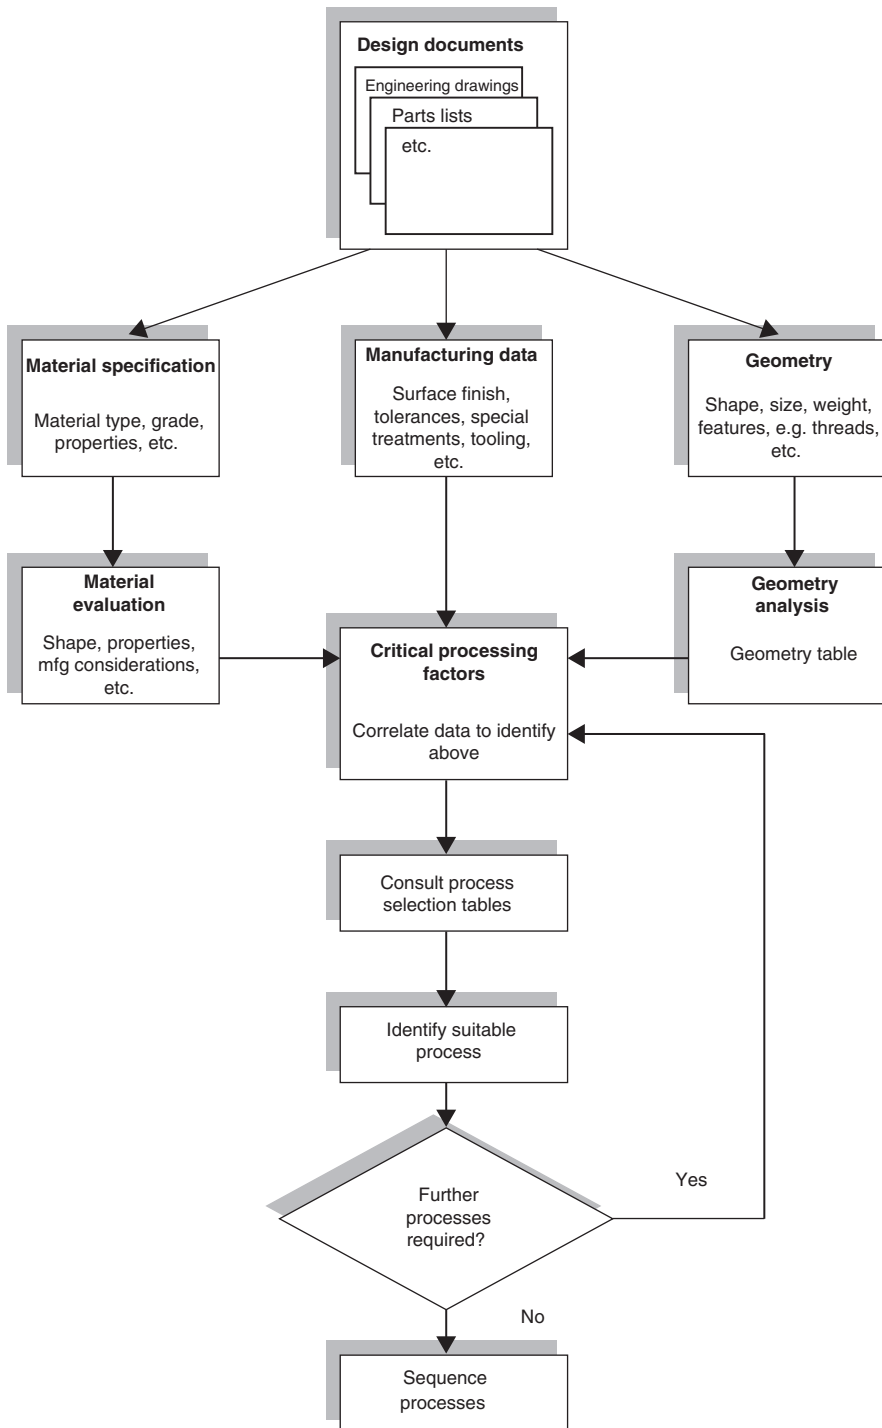 Design documents
Engineering drawings
Parts lists
etc.
Material specification
Material type, grade,
properties, etc.
Manufacturing data
Surface finish,
tolerances, special
treatments, tooling,
etc.
Geometry
Shape, size, weight,
features, e.g. threads,
etc.
Material
evaluation
Shape, properties,
mfg considerations,
etc.
Critical processing
factors
Correlate data to identify
above
Geometry
analysis
Geometry table
Consult process
selection tables
Identify suitable
process
Further
processes
required?
Yes
No
Sequence
processes